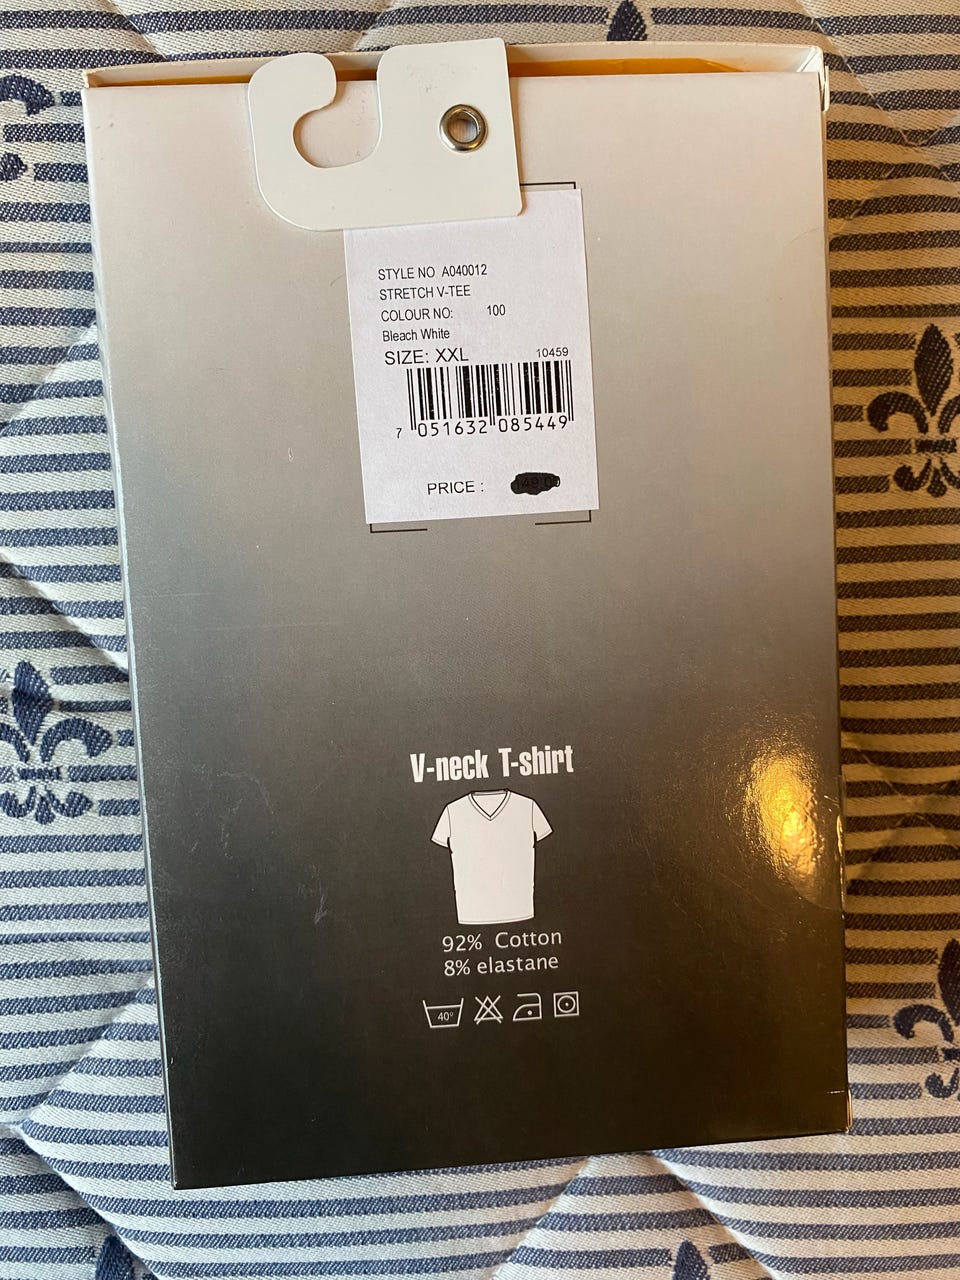 STYLE NO A040012
STRETCH V-TEE
COLOUR NO: 100
Bleach White
SIZE: XXL 10459
7 051632 085449
PRICE :
V-neck T-shirt
92% Cotton
8% elastane
40°